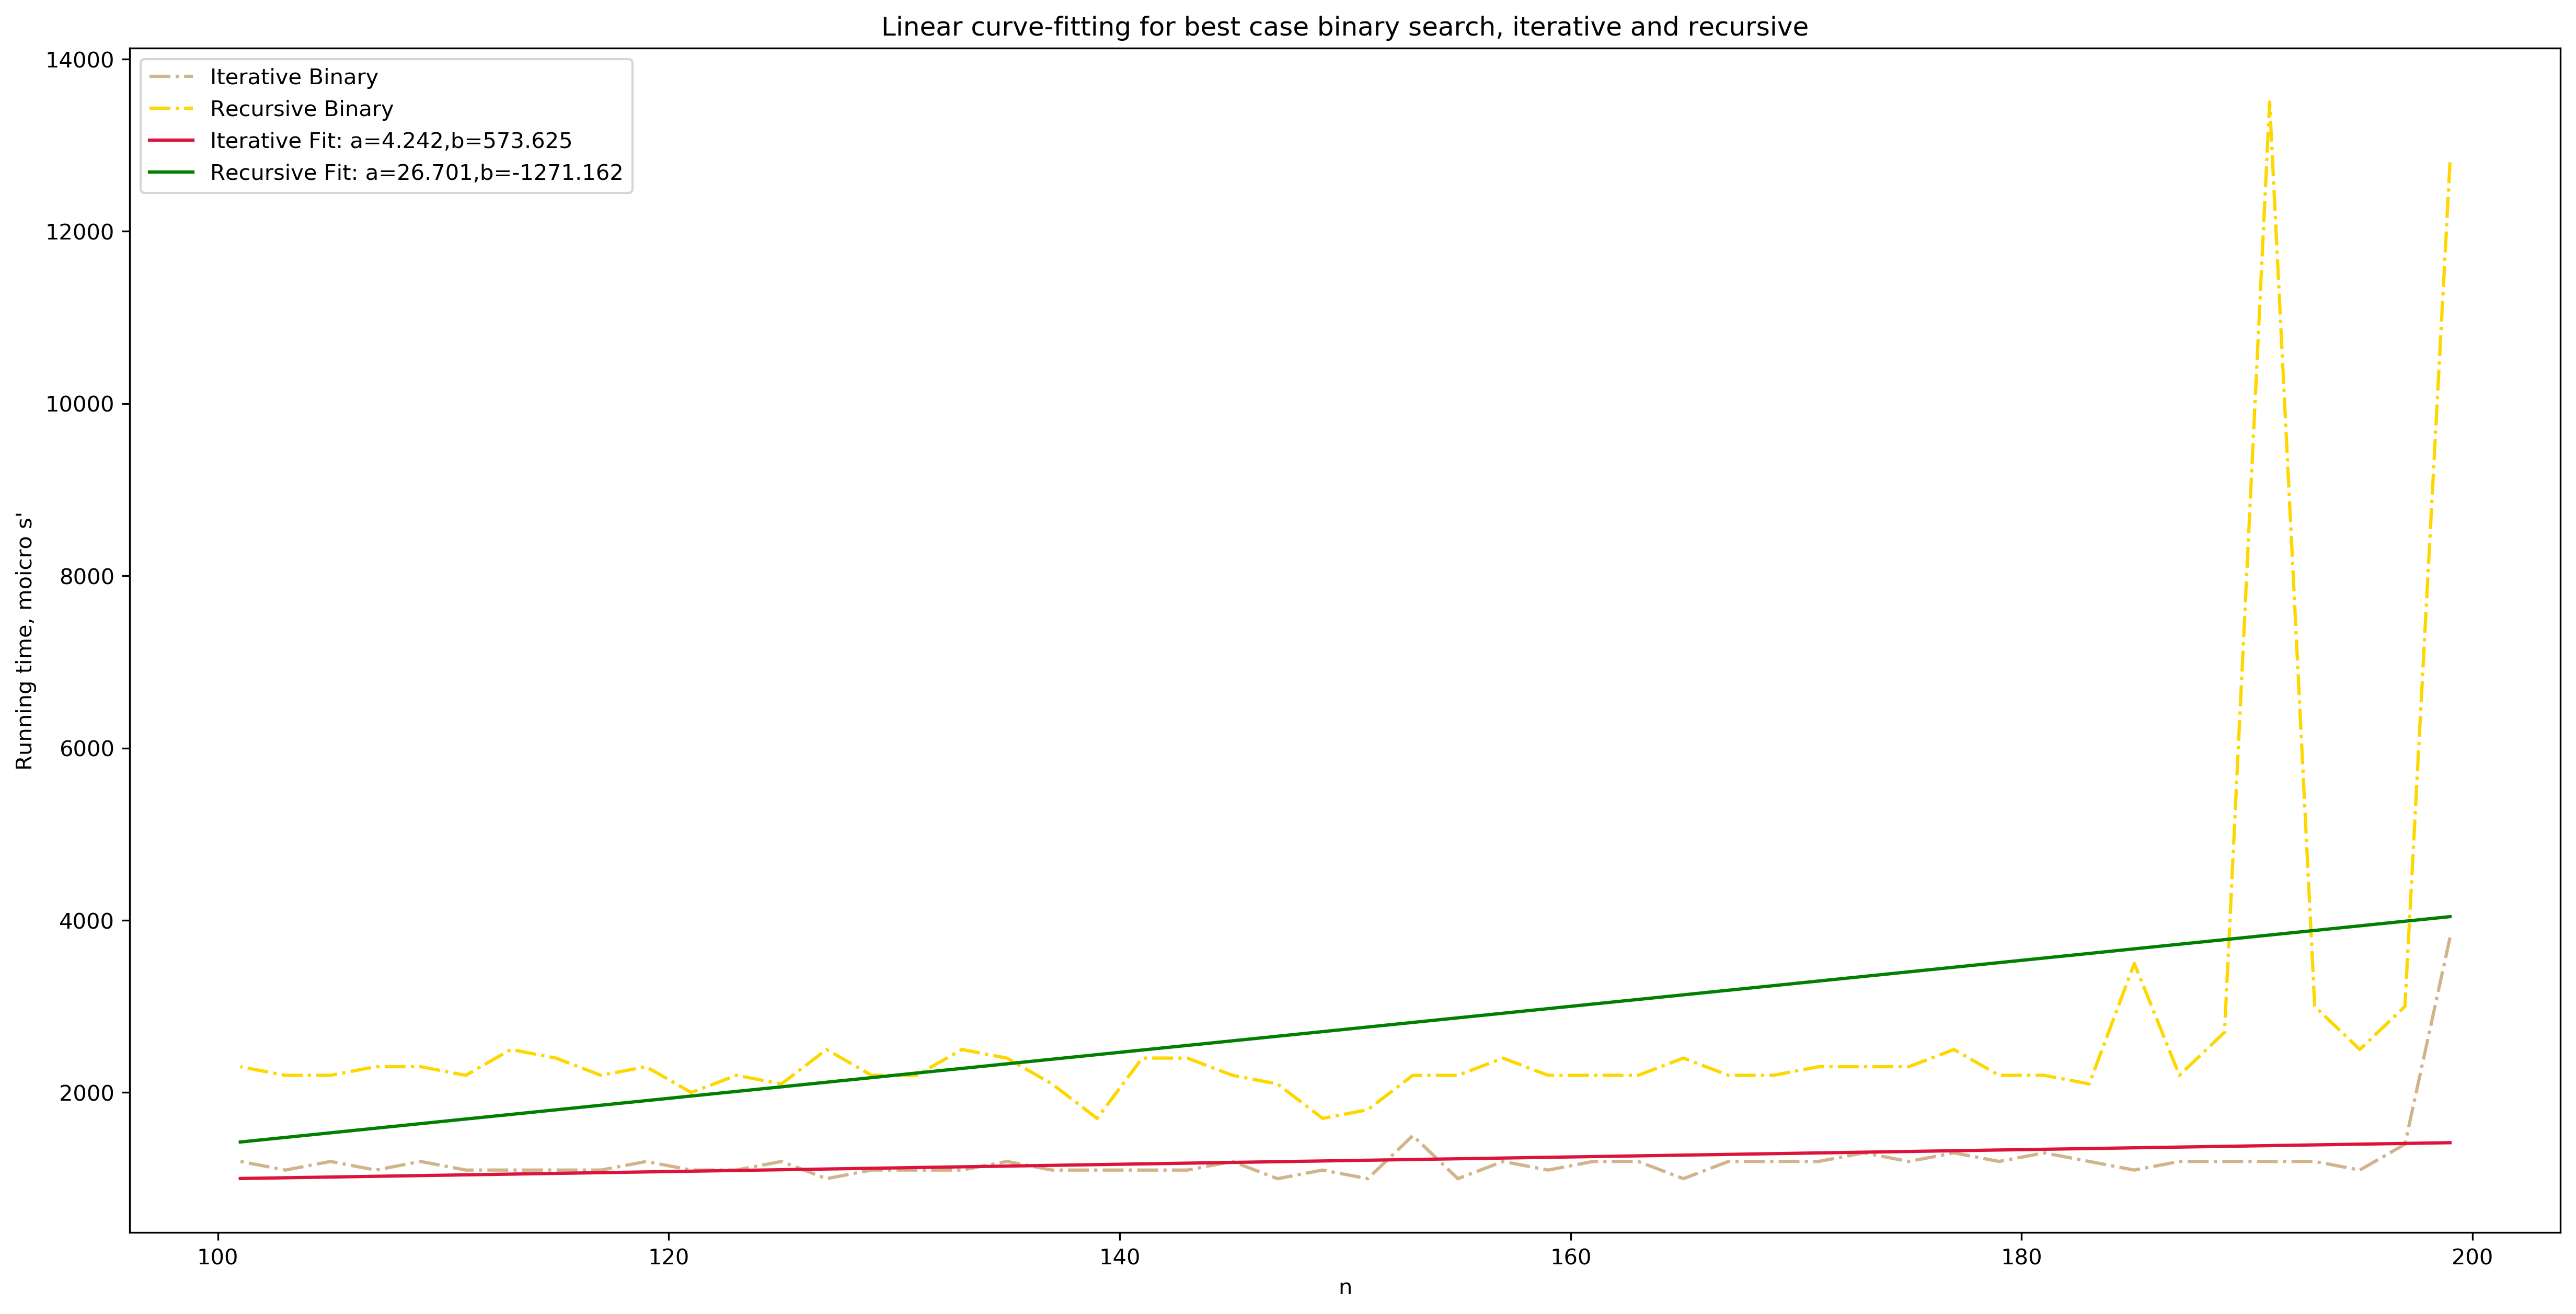 Linear curve-fitting for best case binary search, iterative and recursive
14000
12000
10000
8000
6000
4000
2000
Running time, moicro s'
Iterative Binary
Recursive Binary
Iterative Fit: a=4.242,b=573.625
Recursive Fit: a=26.701,b=-1271.162
100
120
140
160
180
200
n